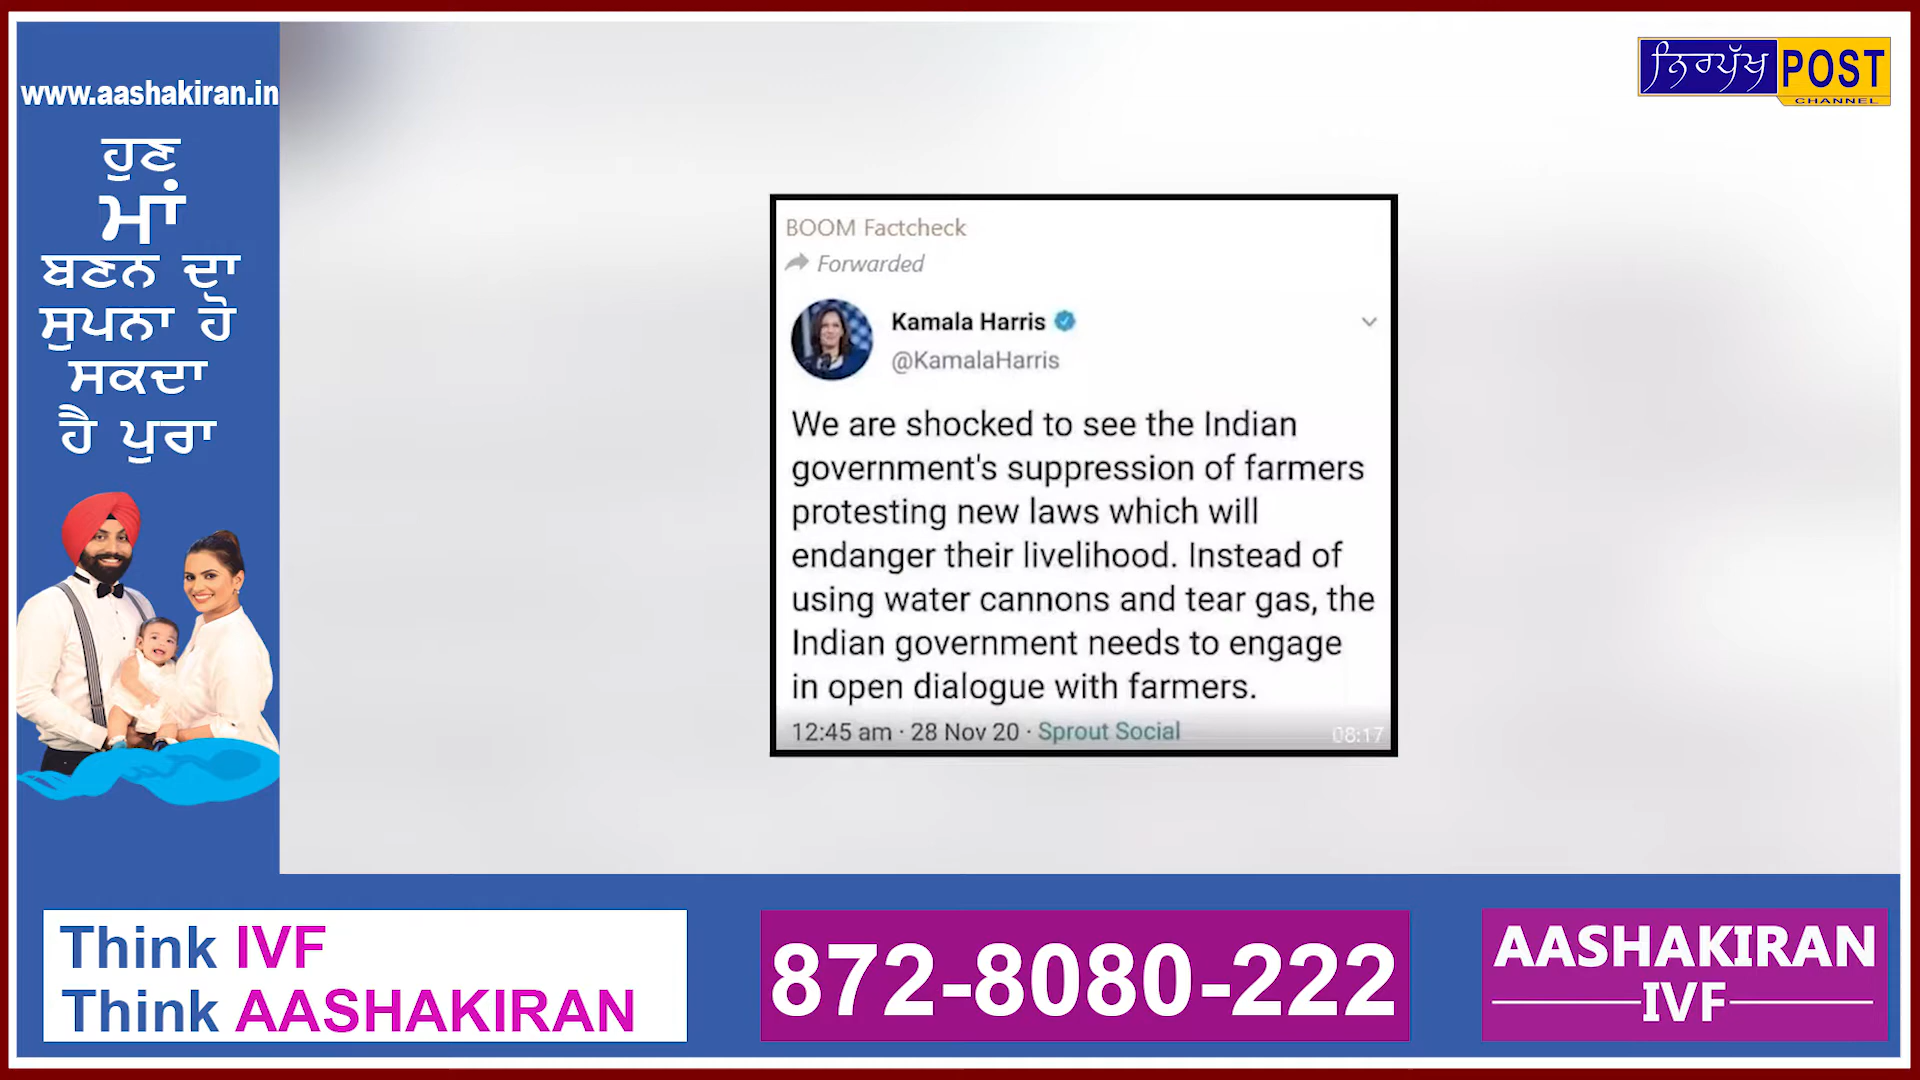 www.aashakiran.in
ਹੁਣ
ਮਾਂ
ਬਣਨ ਦਾ
ਸੁਪਨਾ ਹੋ
ਸਕਦਾ
ਹੈ ਪੁਰਾ
ਨਿਰਪੱਖ POST
CHANNEL
BOOM Factcheck
Forwarded
Kamala Harris
@KamalaHarris
We are shocked to see the Indian
government's suppression of farmers
protesting new laws which will
endanger their livelihood. Instead of
using water cannons and tear gas, the
Indian government needs to engage
in open dialogue with farmers.
12:45 am · 28 Nov 20 · Sprout Social 08:17
Think IVF
Think AASHAKIRAN
872-8080-222
AASHAKIRAN
IVF